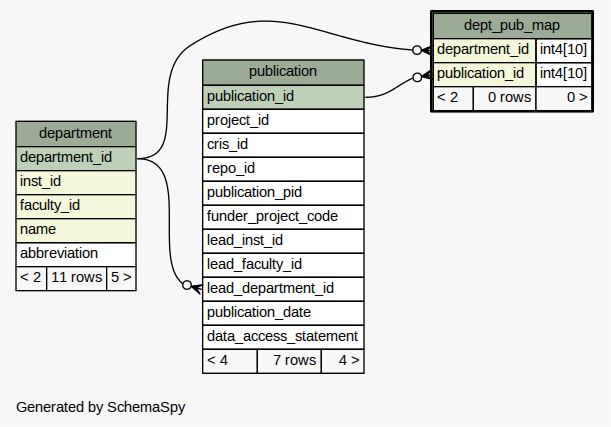 dept_pub_map
department_id int4[10]
publication_id int4[10]
< 2 0 rows 0 >
publication
publication_id
project_id
cris_id
repo_id
publication_pid
funder_project_code
lead_inst_id
lead_faculty_id
lead_department_id
publication_date
data_access_statement
< 4 7 rows 4 >
department
department_id
inst_id
faculty_id
name
abbreviation
< 2 11 rows 5 >
Generated by SchemaSpy